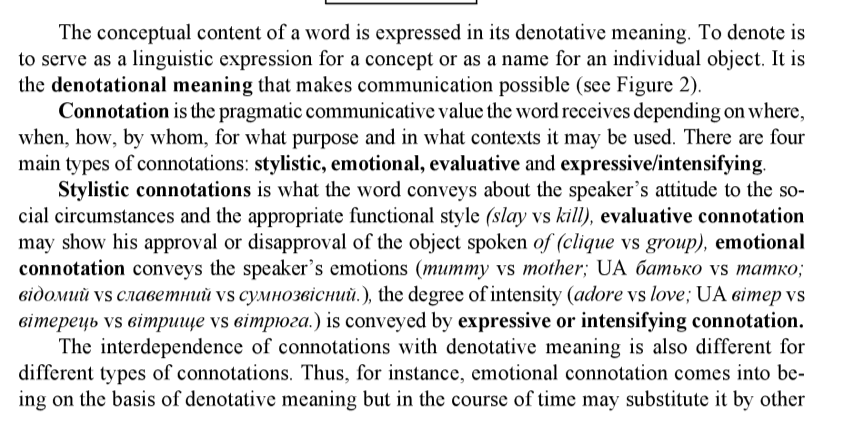 The conceptual content of a word is expressed in its denotative meaning. To denote is
to serve as a linguistic expression for a concept or as a name for an individual object. It is
the denotational meaning that makes communication possible (see Figure 2).
Connotation is the pragmatic communicative value the word receives depending on where,
when, how, by whom, for what purpose and in what contexts it may be used. There are four
main types of connotations: stylistic, emotional, evaluative and expressive/intensifying.
Stylistic connotations is what the word conveys about the speaker's attitude to the so-
cial circumstances and the appropriate functional style (slay vs kill), evaluative connotation
may show his approval or disapproval of the object spoken of (clique vs group), emotional
connotation conveys the speaker's emotions (mummy vs mother; UA батько vs татко;
відомий vs славетний vs сумнозвісний.), the degree of intensity (adore vs love; UA вітер vs
вітерець vs вітрище vs вітрюга.) is conveyed by expressive or intensifying connotation.
The interdependence of connotations with denotative meaning is also different for
different types of connotations. Thus, for instance, emotional connotation comes into be-
ing on the basis of denotative meaning but in the course of time may substitute it by other